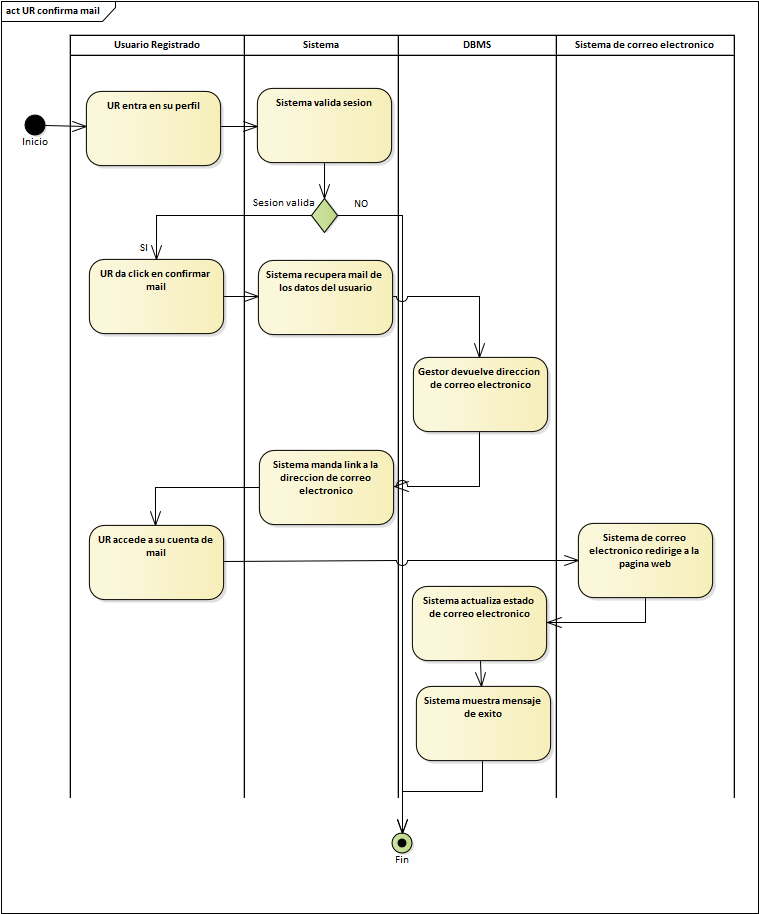 act UR confirma mail
Usuario Registrado
Sistema
DBMS
Sistema de correo electronico
UR entra en su perfil
Sistema valida sesion
Inicio
Sesion valida
NO
SI
UR da click en confirmar
mail
Sistema recupera mail de
los datos del usuario
Gestor devuelve direccion
de correo electronico
Sistema manda link a la
direccion de correo
electronico
UR accede a su cuenta de
mail
Sistema de correo
electronico redirige a la
pagina web
Sistema actualiza estado
de correo electronico
Sistema muestra mensaje
de exito
Fin